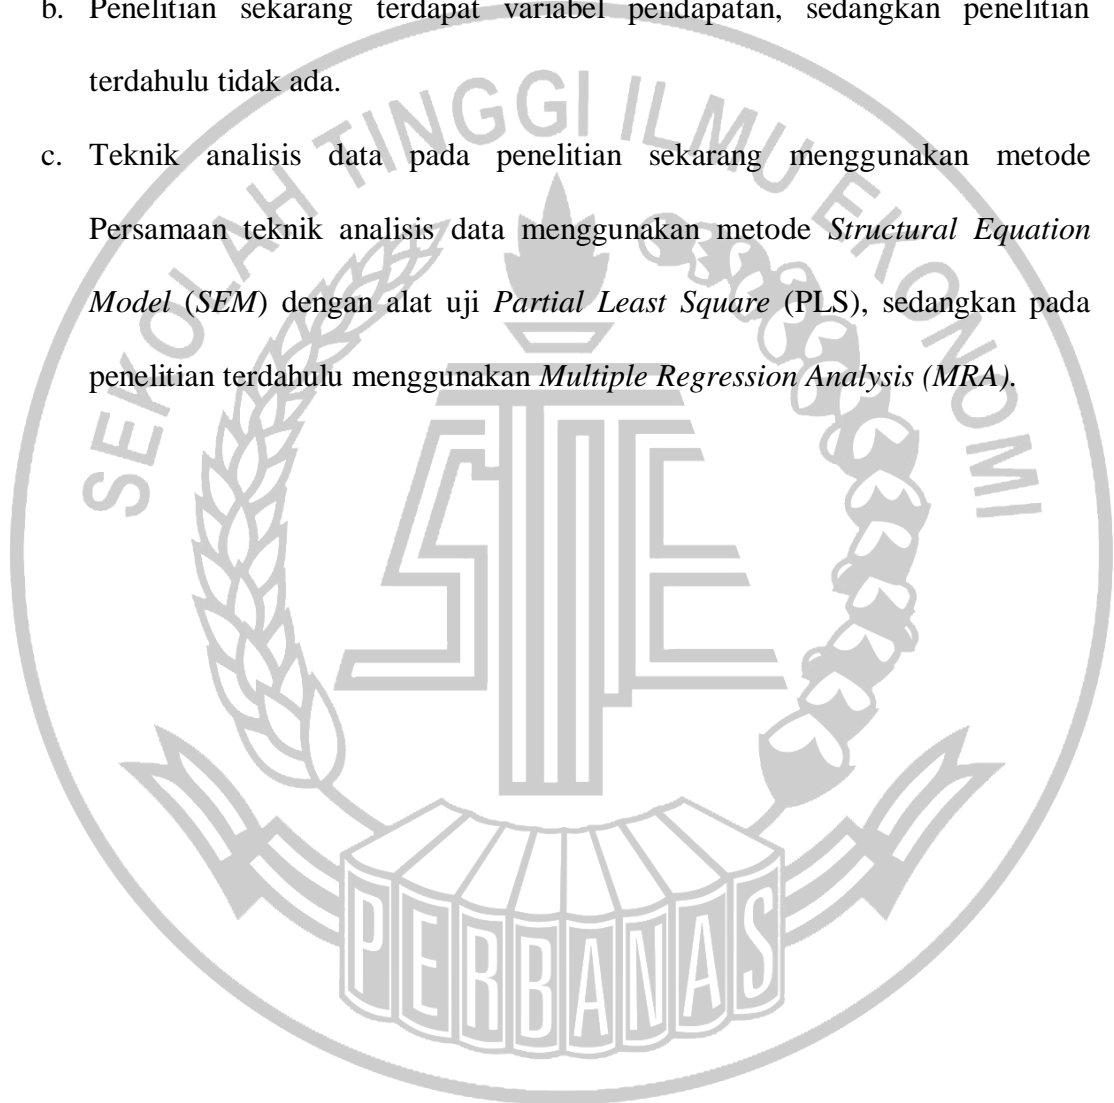 b. Penelitian sekarang terdapat variabel pendapatan, sedangkan penelitian
terdahulu tidak ada.
c. Teknik analisis data pada penelitian sekarang menggunakan metode
Persamaan teknik analisis data menggunakan metode Structural Equation
Model (SEM) dengan alat uji Partial Least Square (PLS), sedangkan pada
penelitian terdahulu menggunakan Multiple Regression Analysis (MRA).
SEKOLAH TINGGI ILMU EKONOMI
STIE
PERBANAS